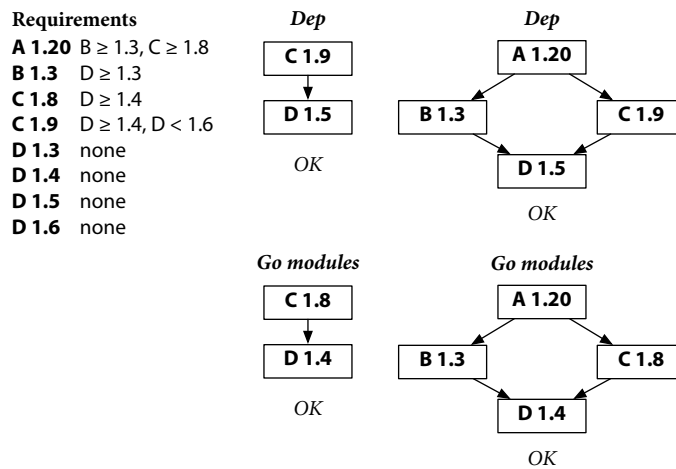 Requirements
A 1.20 B ≥ 1.3, C ≥ 1.8
B 1.3 D ≥ 1.3
C 1.8 D ≥ 1.4
C 1.9 D ≥ 1.4, D < 1.6
D 1.3 none
D 1.4 none
D 1.5 none
D 1.6 none
Dep
C 1.9
D 1.5
OK
Dep
A 1.20
B 1.3 C 1.9
D 1.5
OK
Go modules
C 1.8
D 1.4
OK
Go modules
A 1.20
B 1.3 C 1.8
D 1.4
OK